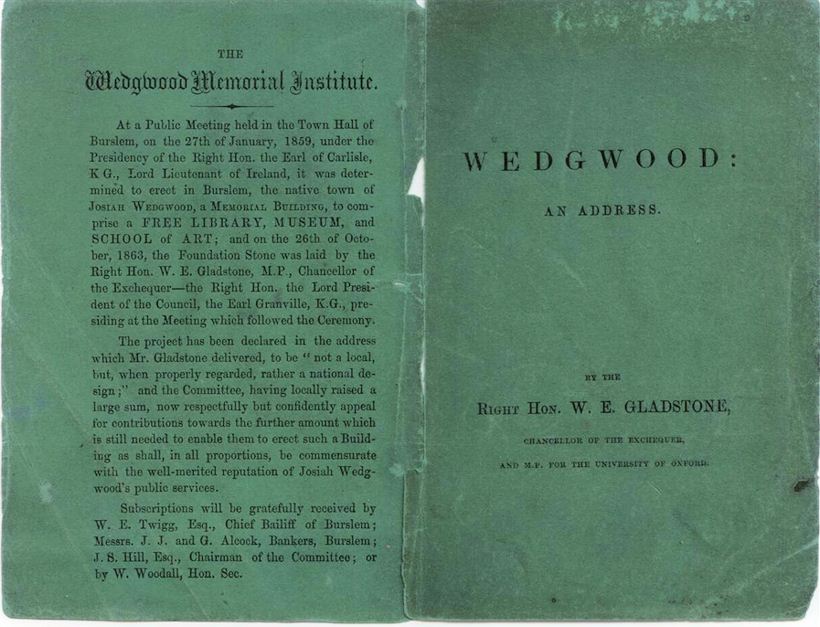 THE
Wedgwood Memorial Institute.
At a Public Meeting held in the Town Hall of
Burslem, on the 27th of January, 1859, under the
Presidency of the Right Hon. the Earl of Carlisle,
K G., Lord Lieutenant of Ireland, it was deter-
mined to erect in Burslem, the native town of
JOSIAH WEDGWOOD, a MEMORIAL BUILDING, to com-
prise a FREE LIBRARY, MUSEUM, and
SCHOOL of ART; and on the 26th of Octo-
ber, 1863, the Foundation Stone was laid by the
Right Hon. W. E. Gladstone, M.P., Chancellor of
the Exchequer—the Right Hon. the Lord Presi-
dent of the Council, the Earl Granville, K.G., pre-
siding at the Meeting which followed the Ceremony.
The project has been declared in the address
which Mr. Gladstone delivered, to be " not a local,
but, when properly regarded, rather a national de-
sign;" and the Committee, having locally raised a
large sum, now respectfully but confidently appeal
for contributions towards the further amount which
is still needed to enable them to erect such a Build-
ing as shall, in all proportions, be commensurate
with the well-merited reputation of Josiah Wedg-
wood's public services.
Subscriptions will be gratefully received by
W. E. Twigg, Esq., Chief Bailiff of Burslem;
Messrs. J. J. and G. Alcock, Bankers, Burslem;
J. S. Hill, Esq., Chairman of the Committee; or
by W. Woodall, Hon. Sec.
WEDGWOOD:
AN ADDRESS.
BY THE
RIGHT HON. W. E. GLADSTONE,
CHANCELLOR OF THE EXCHEQUER,
AND M.P. FOR THE UNIVERSITY OF OXFORD.